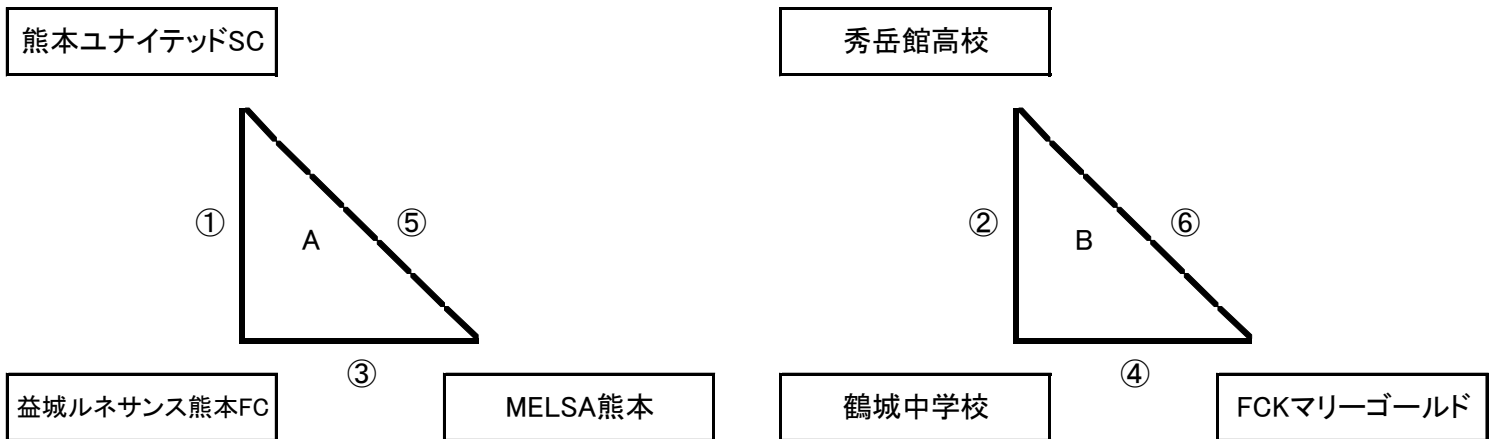 熊本ユナイテッドSC
秀岳館高校
①
A
⑤
②
B
⑥
③
④
益城ルネサンス熊本FC
MELSA熊本
鶴城中学校
FCKマリーゴールド